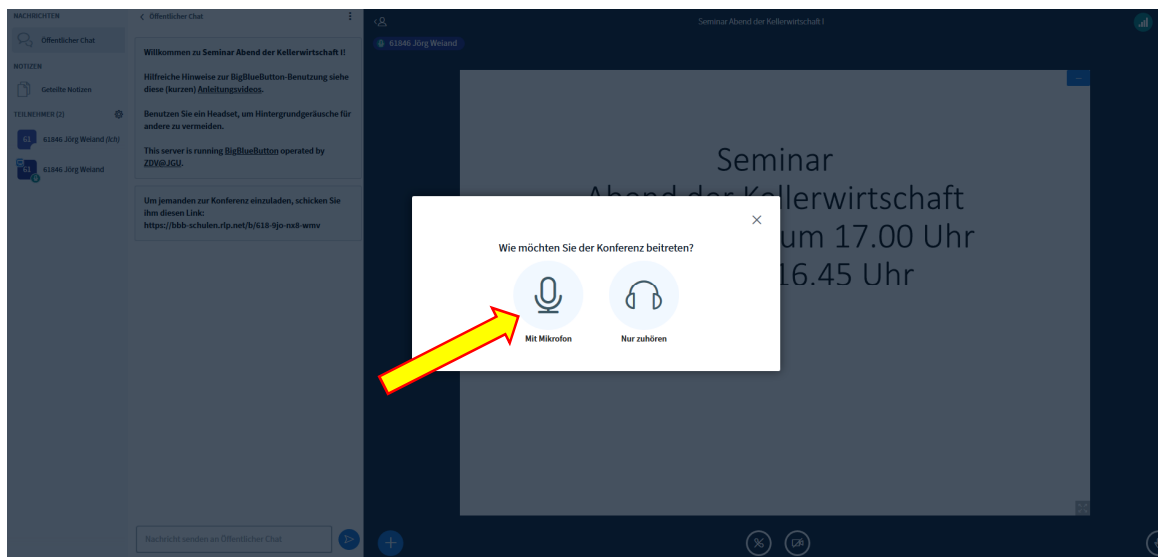 NACHRICHTEN
Öffentlicher Chat
NOTIZEN
Geteilte Notizen
TEILNEHMER (2)
61 61846 Jörg Weiand (Ich)
61 61846 Jörg Weiand
Öffentlicher Chat
Willkommen zu Seminar Abend der Kellerwirtschaft I!
Hilfreiche Hinweise zur BigBlueButton-Benutzung siehe
diese (kurzen) Anleitungsvideos.
Benutzen Sie ein Headset, um Hintergrundgeräusche für
andere zu vermeiden.
This server is running BigBlueButton operated by
ZDV@JGU.
Um jemanden zur Konferenz einzuladen, schicken Sie
ihm diesen Link:
https://bbb-schulen.rlp.net/b/618-9jo-nx8-wmv
Nachricht senden an Öffentlicher Chat
Seminar Abend der Kellerwirtschaft I
61846 Jörg Weiand
Seminar
Abend der Kellerwirtschaft
um 17.00 Uhr
16.45 Uhr
Wie möchten Sie der Konferenz beitreten?
Mit Mikrofon
Nur zuhören